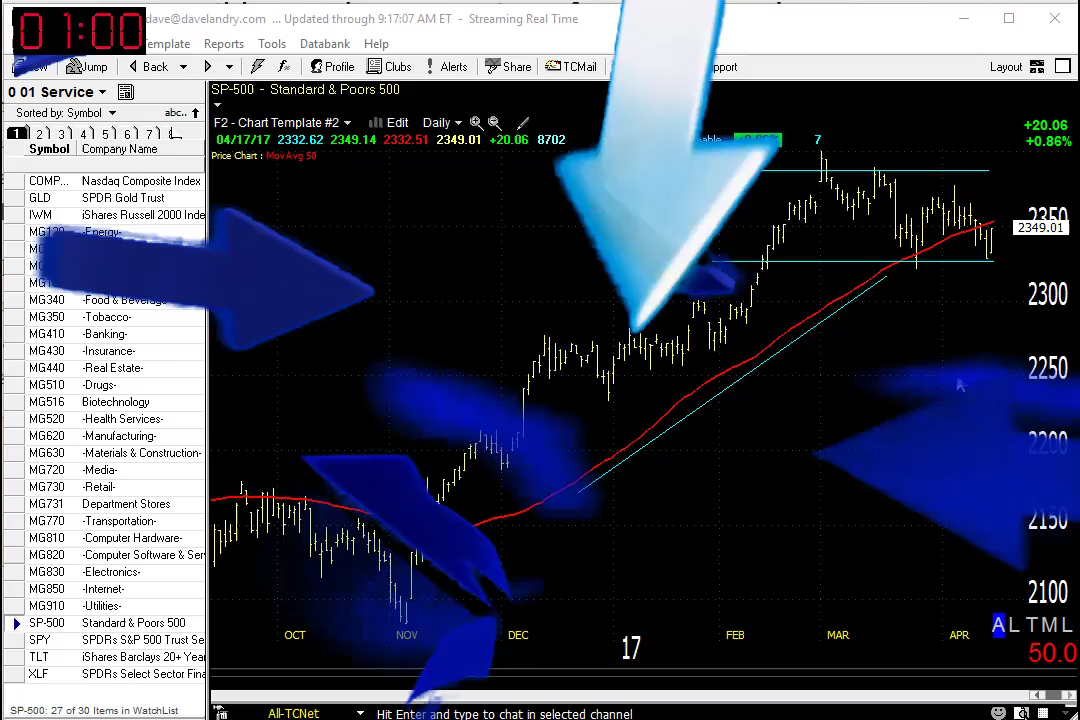 01:00
dave@davelandry.com ... Updated through 9:17:07 AM ET - Streaming Real Time
Template Reports Tools Databank Help
Jump Back Profile Clubs Alerts Share TCMail
Layout
0 01 Service
Sorted by: Symbol abc..
1 2 3 4 5 6 7
Symbol Company Name
COMP... Nasdaq Composite Index
GLD SPDR Gold Trust
IWM iShares Russell 2000 Inde
-Energy-
MG340 -Food & Beverage
MG350 -Tobacco-
MG410 -Banking-
MG430 -Insurance-
MG440 -Real Estate-
MG510 -Drugs-
MG516 Biotechnology
MG520 -Health Services-
MG620 -Manufacturing-
MG630 -Materials & Construction-
MG720 -Media-
MG730 -Retail-
MG731 Department Stores
MG770 -Transportation-
MG810 -Computer Hardware-
MG820 -Computer Software & Ser
MG830 -Electronics-
MG850 -Internet-
MG910 -Utilities-
SP-500 Standard & Poors 500
SPY SPDRs S&P 500 Trust Se
TLT iShares Barclays 20+ Year
XLF SPDRs Select Sector Fina
SP-500: 27 of 30 Items in WatchList
SP-500 - Standard & Poors 500
F2 - Chart Template #2 Edit Daily
04/17/17 2332.62 2349.14 2332.51 2349.01 +20.06 8702
7
Price Chart : MovAvg 50
+20.06
+0.86%
2350
2349.01
2300
2250
2200
2150
2100
OCT NOV DEC 17 FEB MAR APR
A L T M L
50.0
All-TCNet Hit Enter and type to chat in selected channel